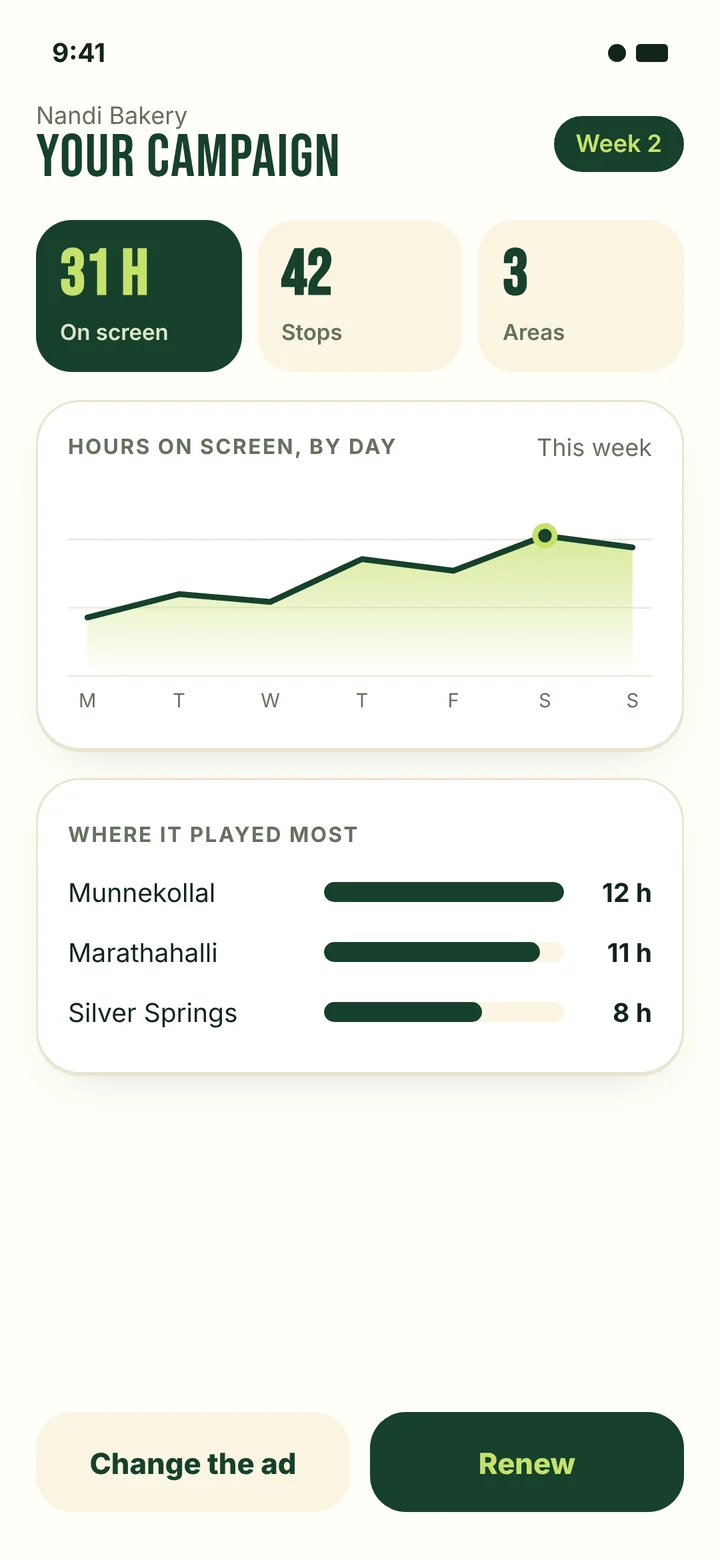 9:41
Nandi Bakery
YOUR CAMPAIGN
Week 2
31 H
On screen
42
Stops
3
Areas
HOURS ON SCREEN, BY DAY
This week
M T W T F S S
WHERE IT PLAYED MOST
Munnekollal 12 h
Marathahalli 11 h
Silver Springs 8 h
Change the ad
Renew